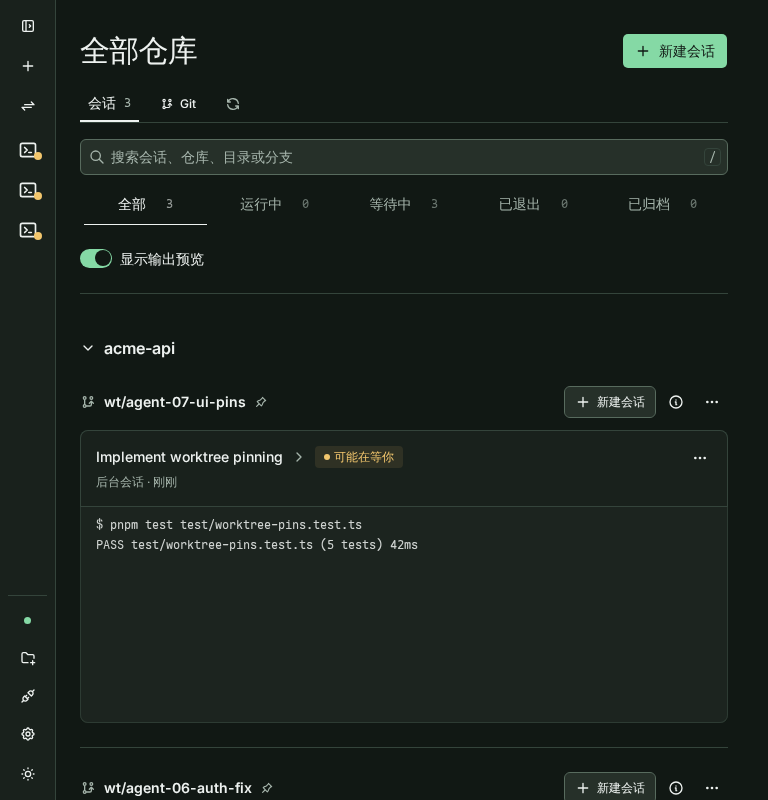 全部仓库
新建会话
会话 3
Git
搜索会话、仓库、目录或分支
/
全部 3
运行中 0
等待中 3
已退出 0
已归档 0
显示输出预览
acme-api
wt/agent-07-ui-pins
新建会话
Implement worktree pinning
可能在等你
后台会话 · 刚刚
$ pnpm test test/worktree-pins.test.ts
PASS test/worktree-pins.test.ts (5 tests) 42ms
wt/agent-06-auth-fix
新建会话